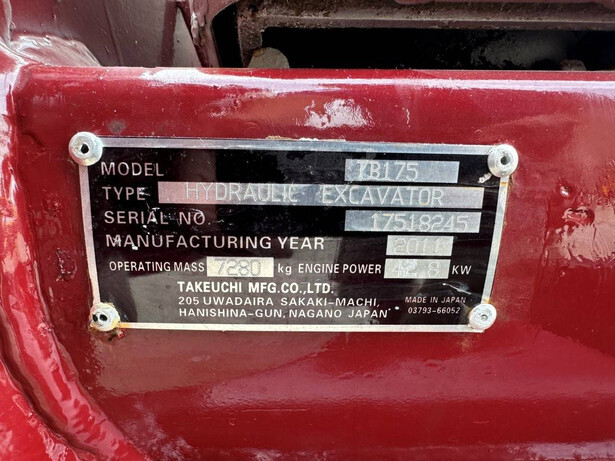 MODEL TB175
TYPE HYDRAULIC EXCAVATOR
SERIAL NO. 17518245
MANUFACTURING YEAR 2011
OPERATING MASS 7280 kg ENGINE POWER 42.8 KW
TAKEUCHI MFG.CO.,LTD.
205 UWADAIRA SAKAKI-MACHI,
HANISHINA-GUN, NAGANO JAPAN
MADE IN JAPAN
03793-66052